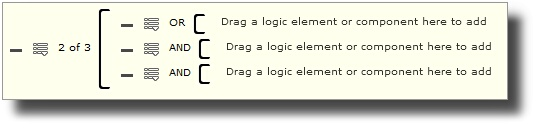 OR Drag a logic element or component here to add
2 of 3 AND Drag a logic element or component here to add
AND Drag a logic element or component here to add